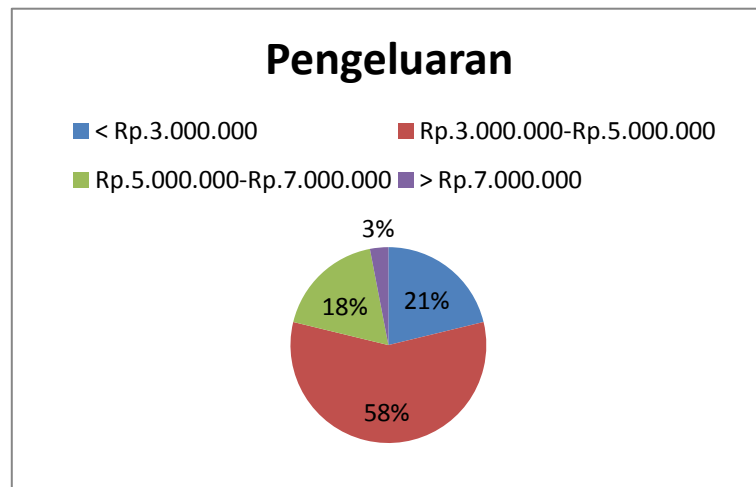 Pengeluaran
< Rp.3.000.000
Rp.3.000.000-Rp.5.000.000
Rp.5.000.000-Rp.7.000.000
> Rp.7.000.000
3%
18%
21%
58%